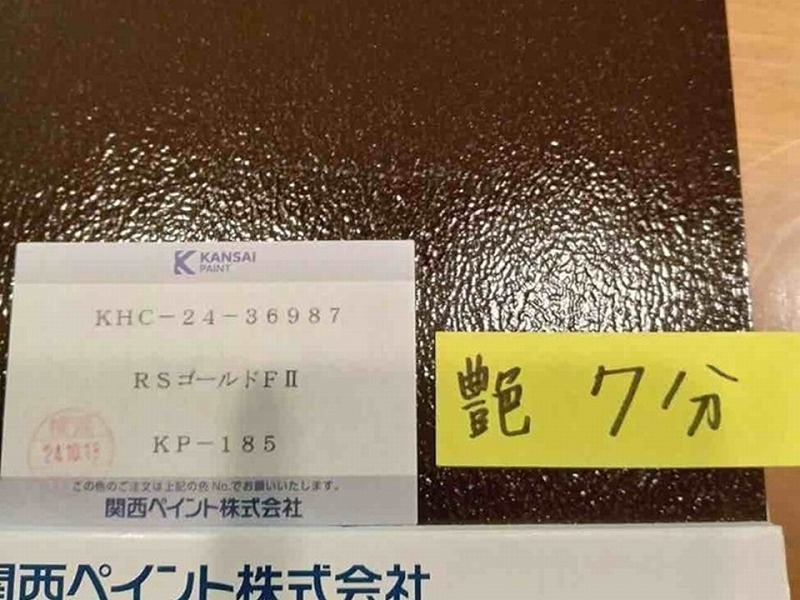 KANSAI
PAINT
KHC-24-36987
RSゴールドFⅡ
KP-185
24.10.18
この色のご注文は上記の色No.でお願いいたします。
関西ペイント株式会社
艶 7分
関西ペイント株式会社